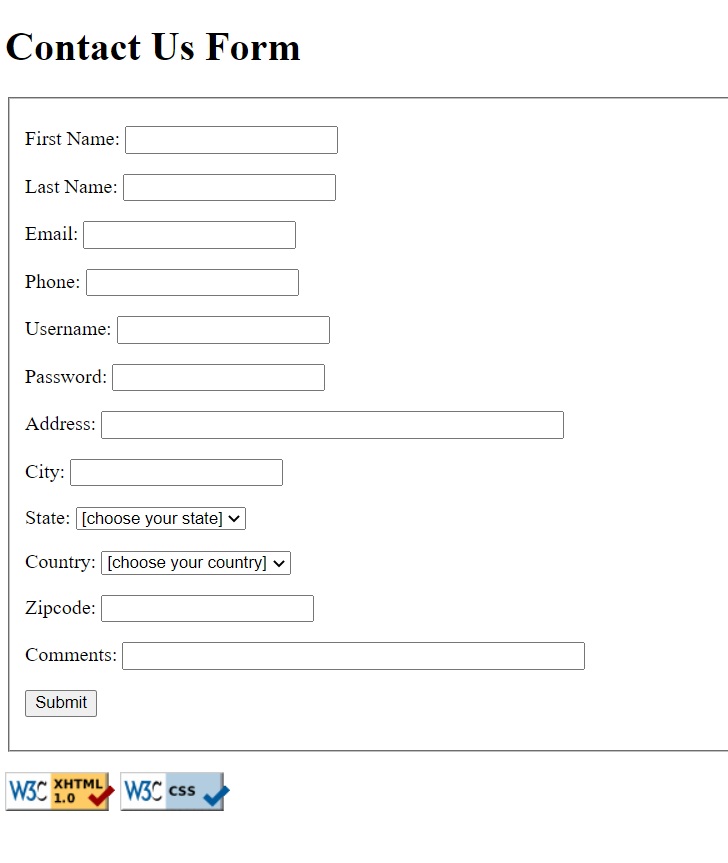 Contact Us Form
First Name:
Last Name:
Email:
Phone:
Username:
Password:
Address:
City:
State: [choose your state]
Country: [choose your country]
Zipcode:
Comments:
Submit
W3C XHTML 1.0 W3C css